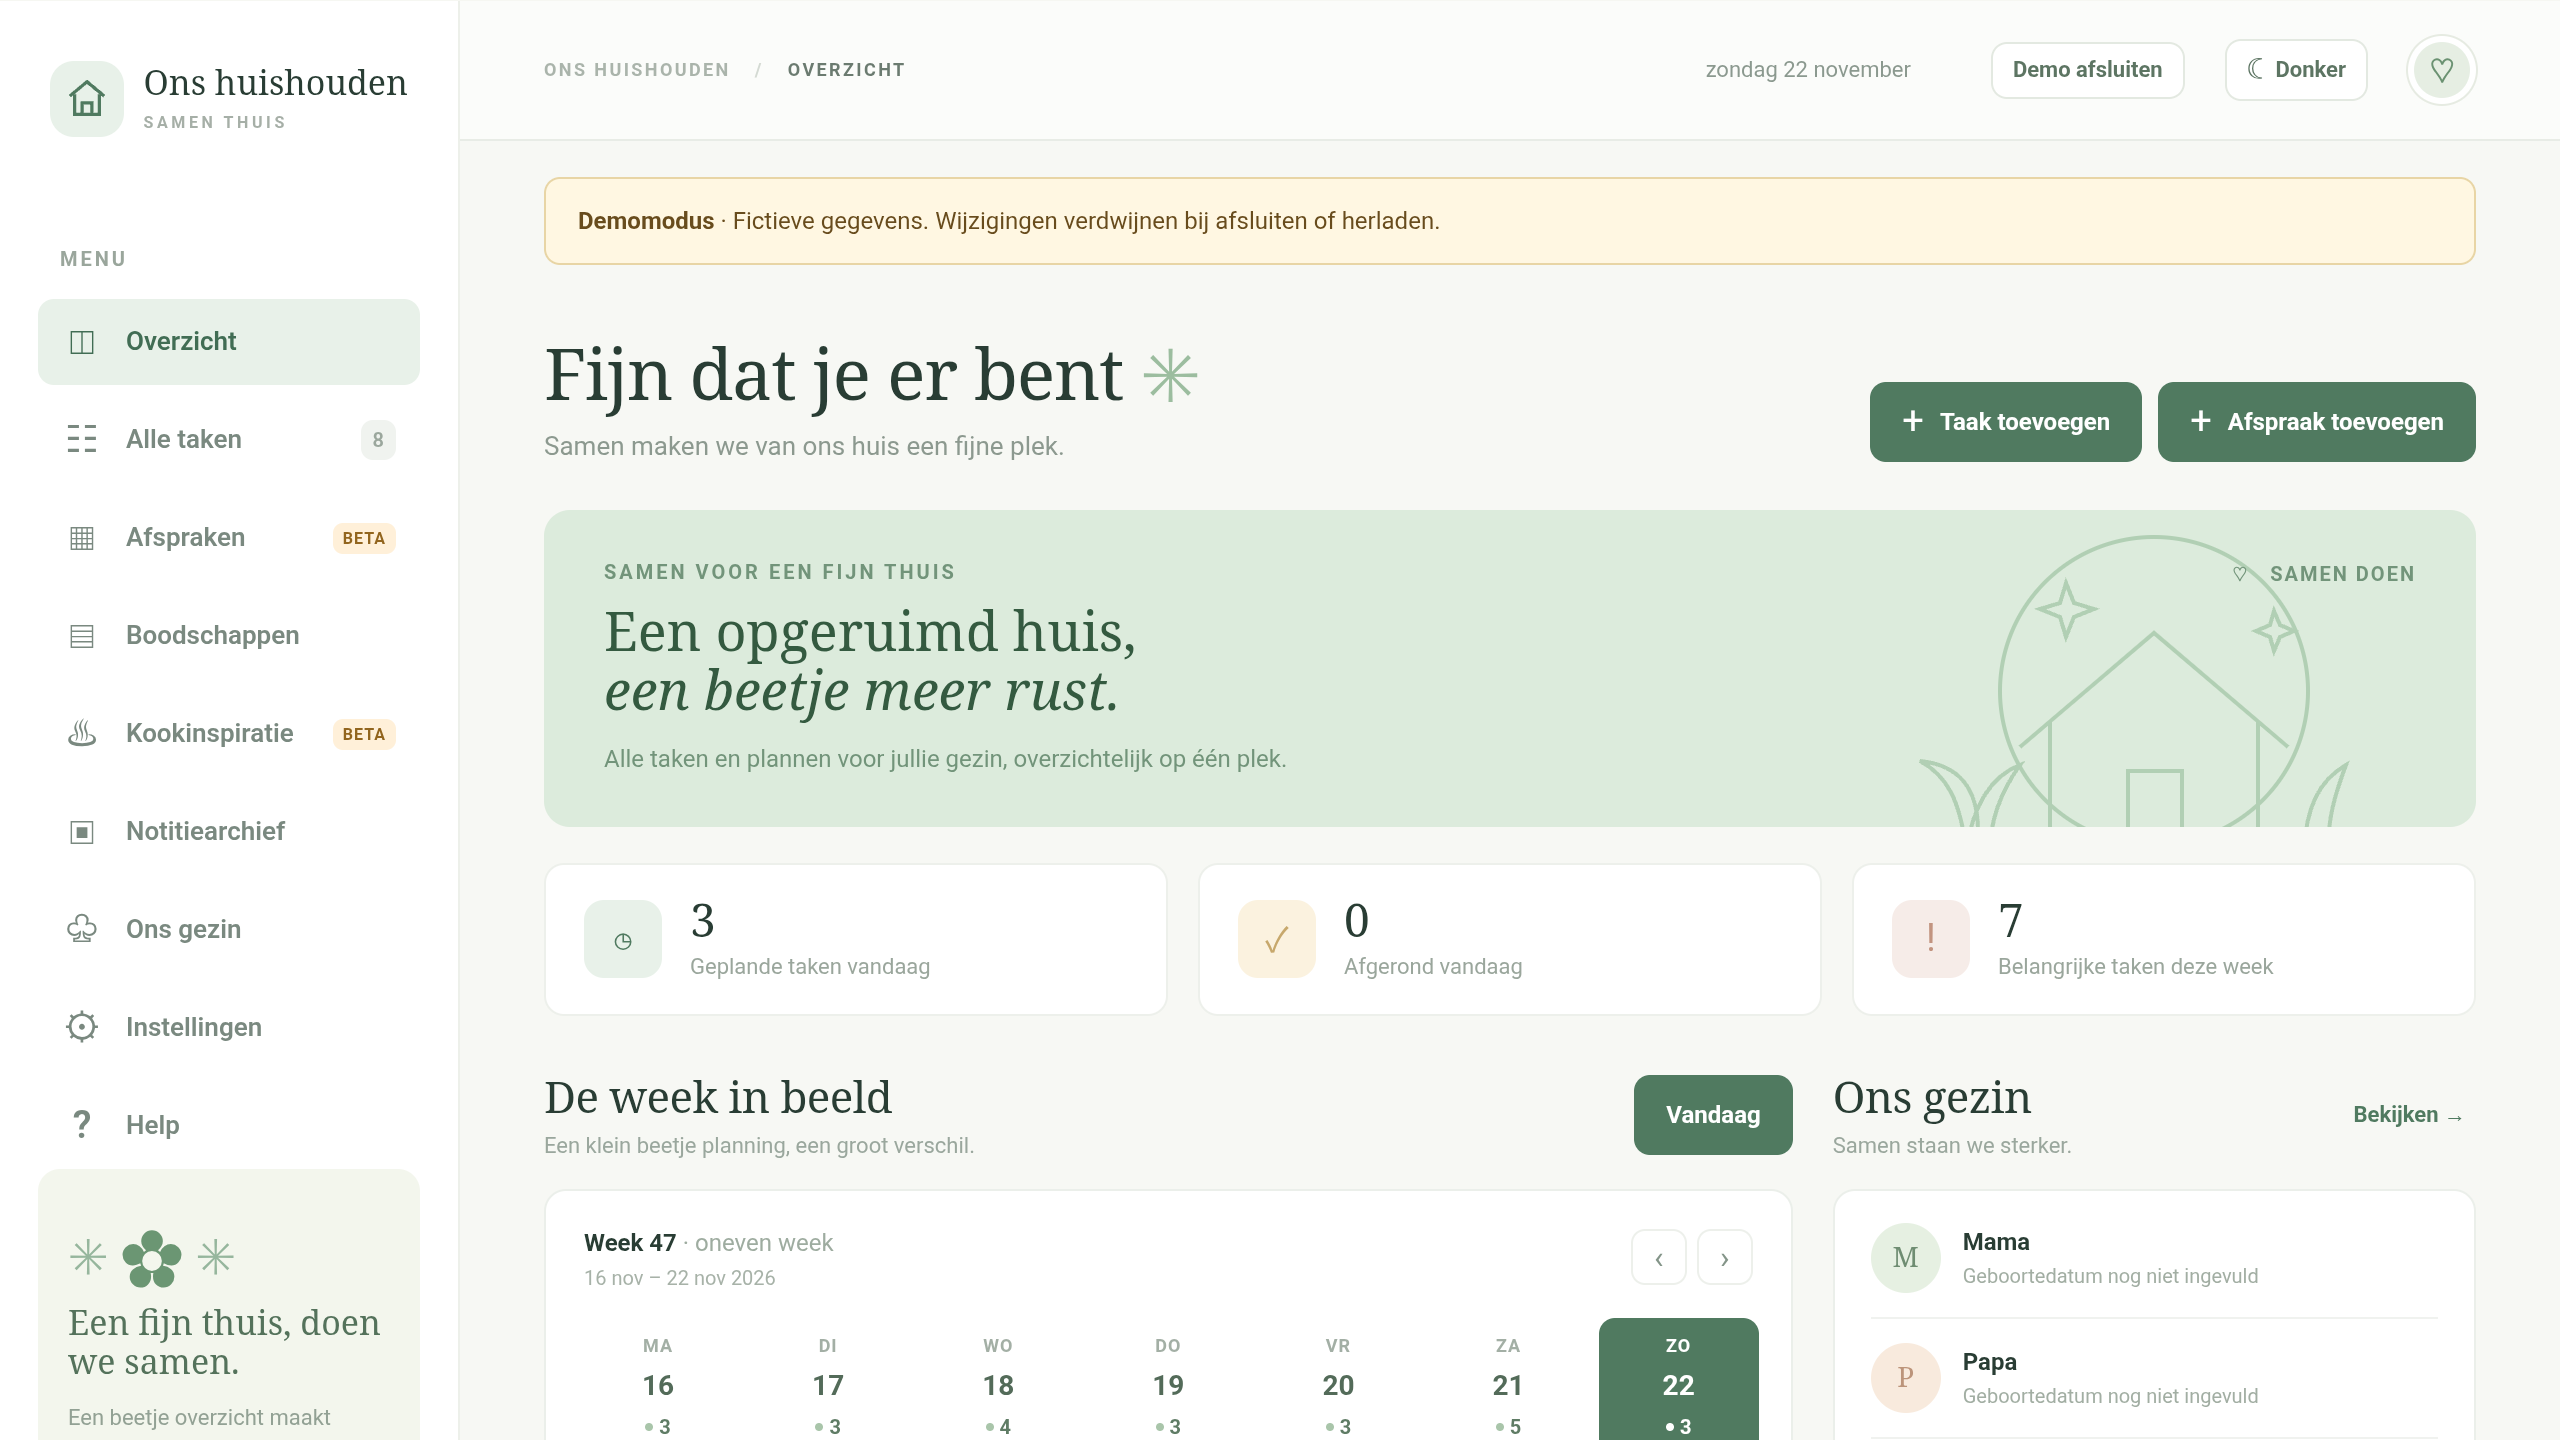 Ons huishouden
SAMEN THUIS
MENU
Overzicht
Alle taken 8
Afspraken BETA
Boodschappen
Kookinspiratie BETA
Notitiearchief
Ons gezin
Instellingen
? Help
Een fijn thuis, doen
we samen.
Een beetje overzicht maakt
ONS HUISHOUDEN / OVERZICHT
zondag 22 november
Demo afsluiten
☾ Donker
♡
Demomodus · Fictieve gegevens. Wijzigingen verdwijnen bij afsluiten of herladen.
Fijn dat je er bent ✳
Samen maken we van ons huis een fijne plek.
+ Taak toevoegen
+ Afspraak toevoegen
SAMEN VOOR EEN FIJN THUIS
Een opgeruimd huis,
een beetje meer rust.
Alle taken en plannen voor jullie gezin, overzichtelijk op één plek.
♡ SAMEN DOEN
3
Geplande taken vandaag
✓
0
Afgerond vandaag
!
7
Belangrijke taken deze week
De week in beeld
Een klein beetje planning, een groot verschil.
Vandaag
Week 47 · oneven week
16 nov – 22 nov 2026
‹ ›
MA DI WO DO VR ZA ZO
16 17 18 19 20 21 22
• 3 • 3 • 4 • 3 • 3 • 5 • 3
Ons gezin
Samen staan we sterker.
Bekijken →
M
Mama
Geboortedatum nog niet ingevuld
P
Papa
Geboortedatum nog niet ingevuld